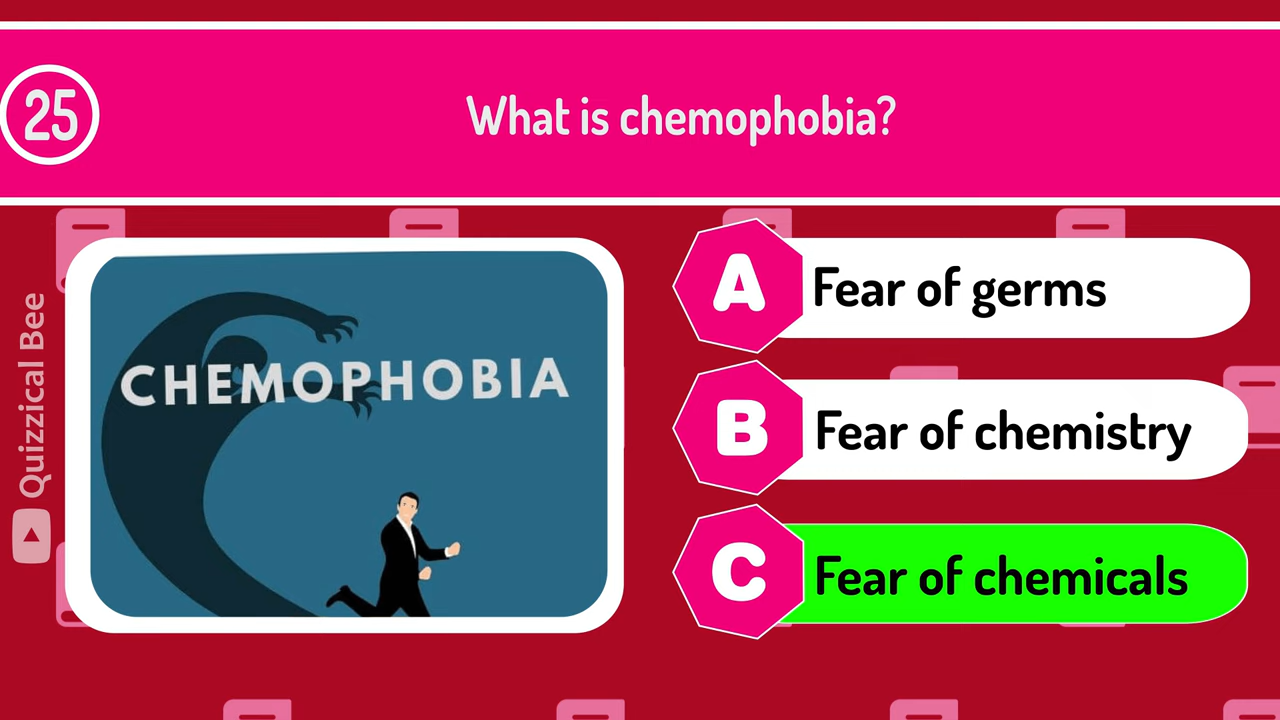 25
What is chemophobia?
Quizzical Bee
CHEMOPHOBIA
A
Fear of germs
B
Fear of chemistry
C
Fear of chemicals